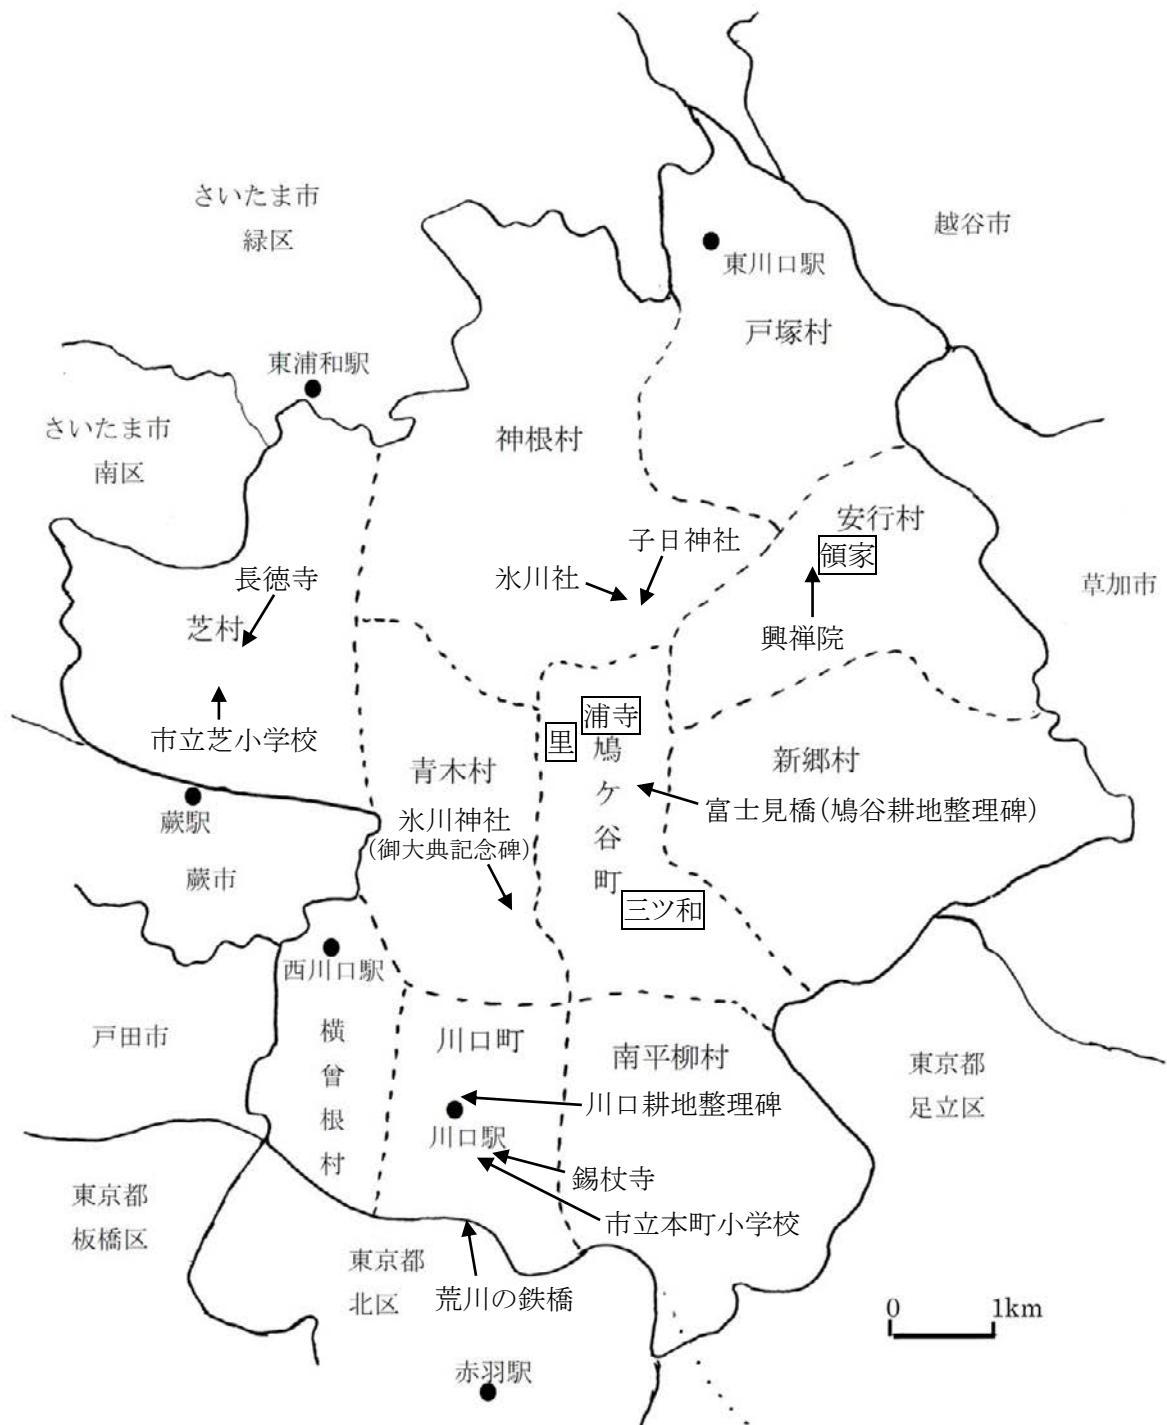 さいたま市
緑区
越谷市
東川口駅
戸塚村
東浦和駅
さいたま市
南区
神根村
安行村
領家
子日神社
氷川社
草加市
長徳寺
芝村
興禅院
市立芝小学校
浦寺
里
鳩ヶ谷町
新郷村
青木村
富士見橋(鳩谷耕地整理碑)
氷川神社
(御大典記念碑)
蕨駅
蕨市
三ツ和
西川口駅
戸田市
横曾根村
川口町
南平柳村
東京都
足立区
川口耕地整理碑
川口駅
錫杖寺
市立本町小学校
東京都
板橋区
東京都
北区
荒川の鉄橋
0 1km
赤羽駅